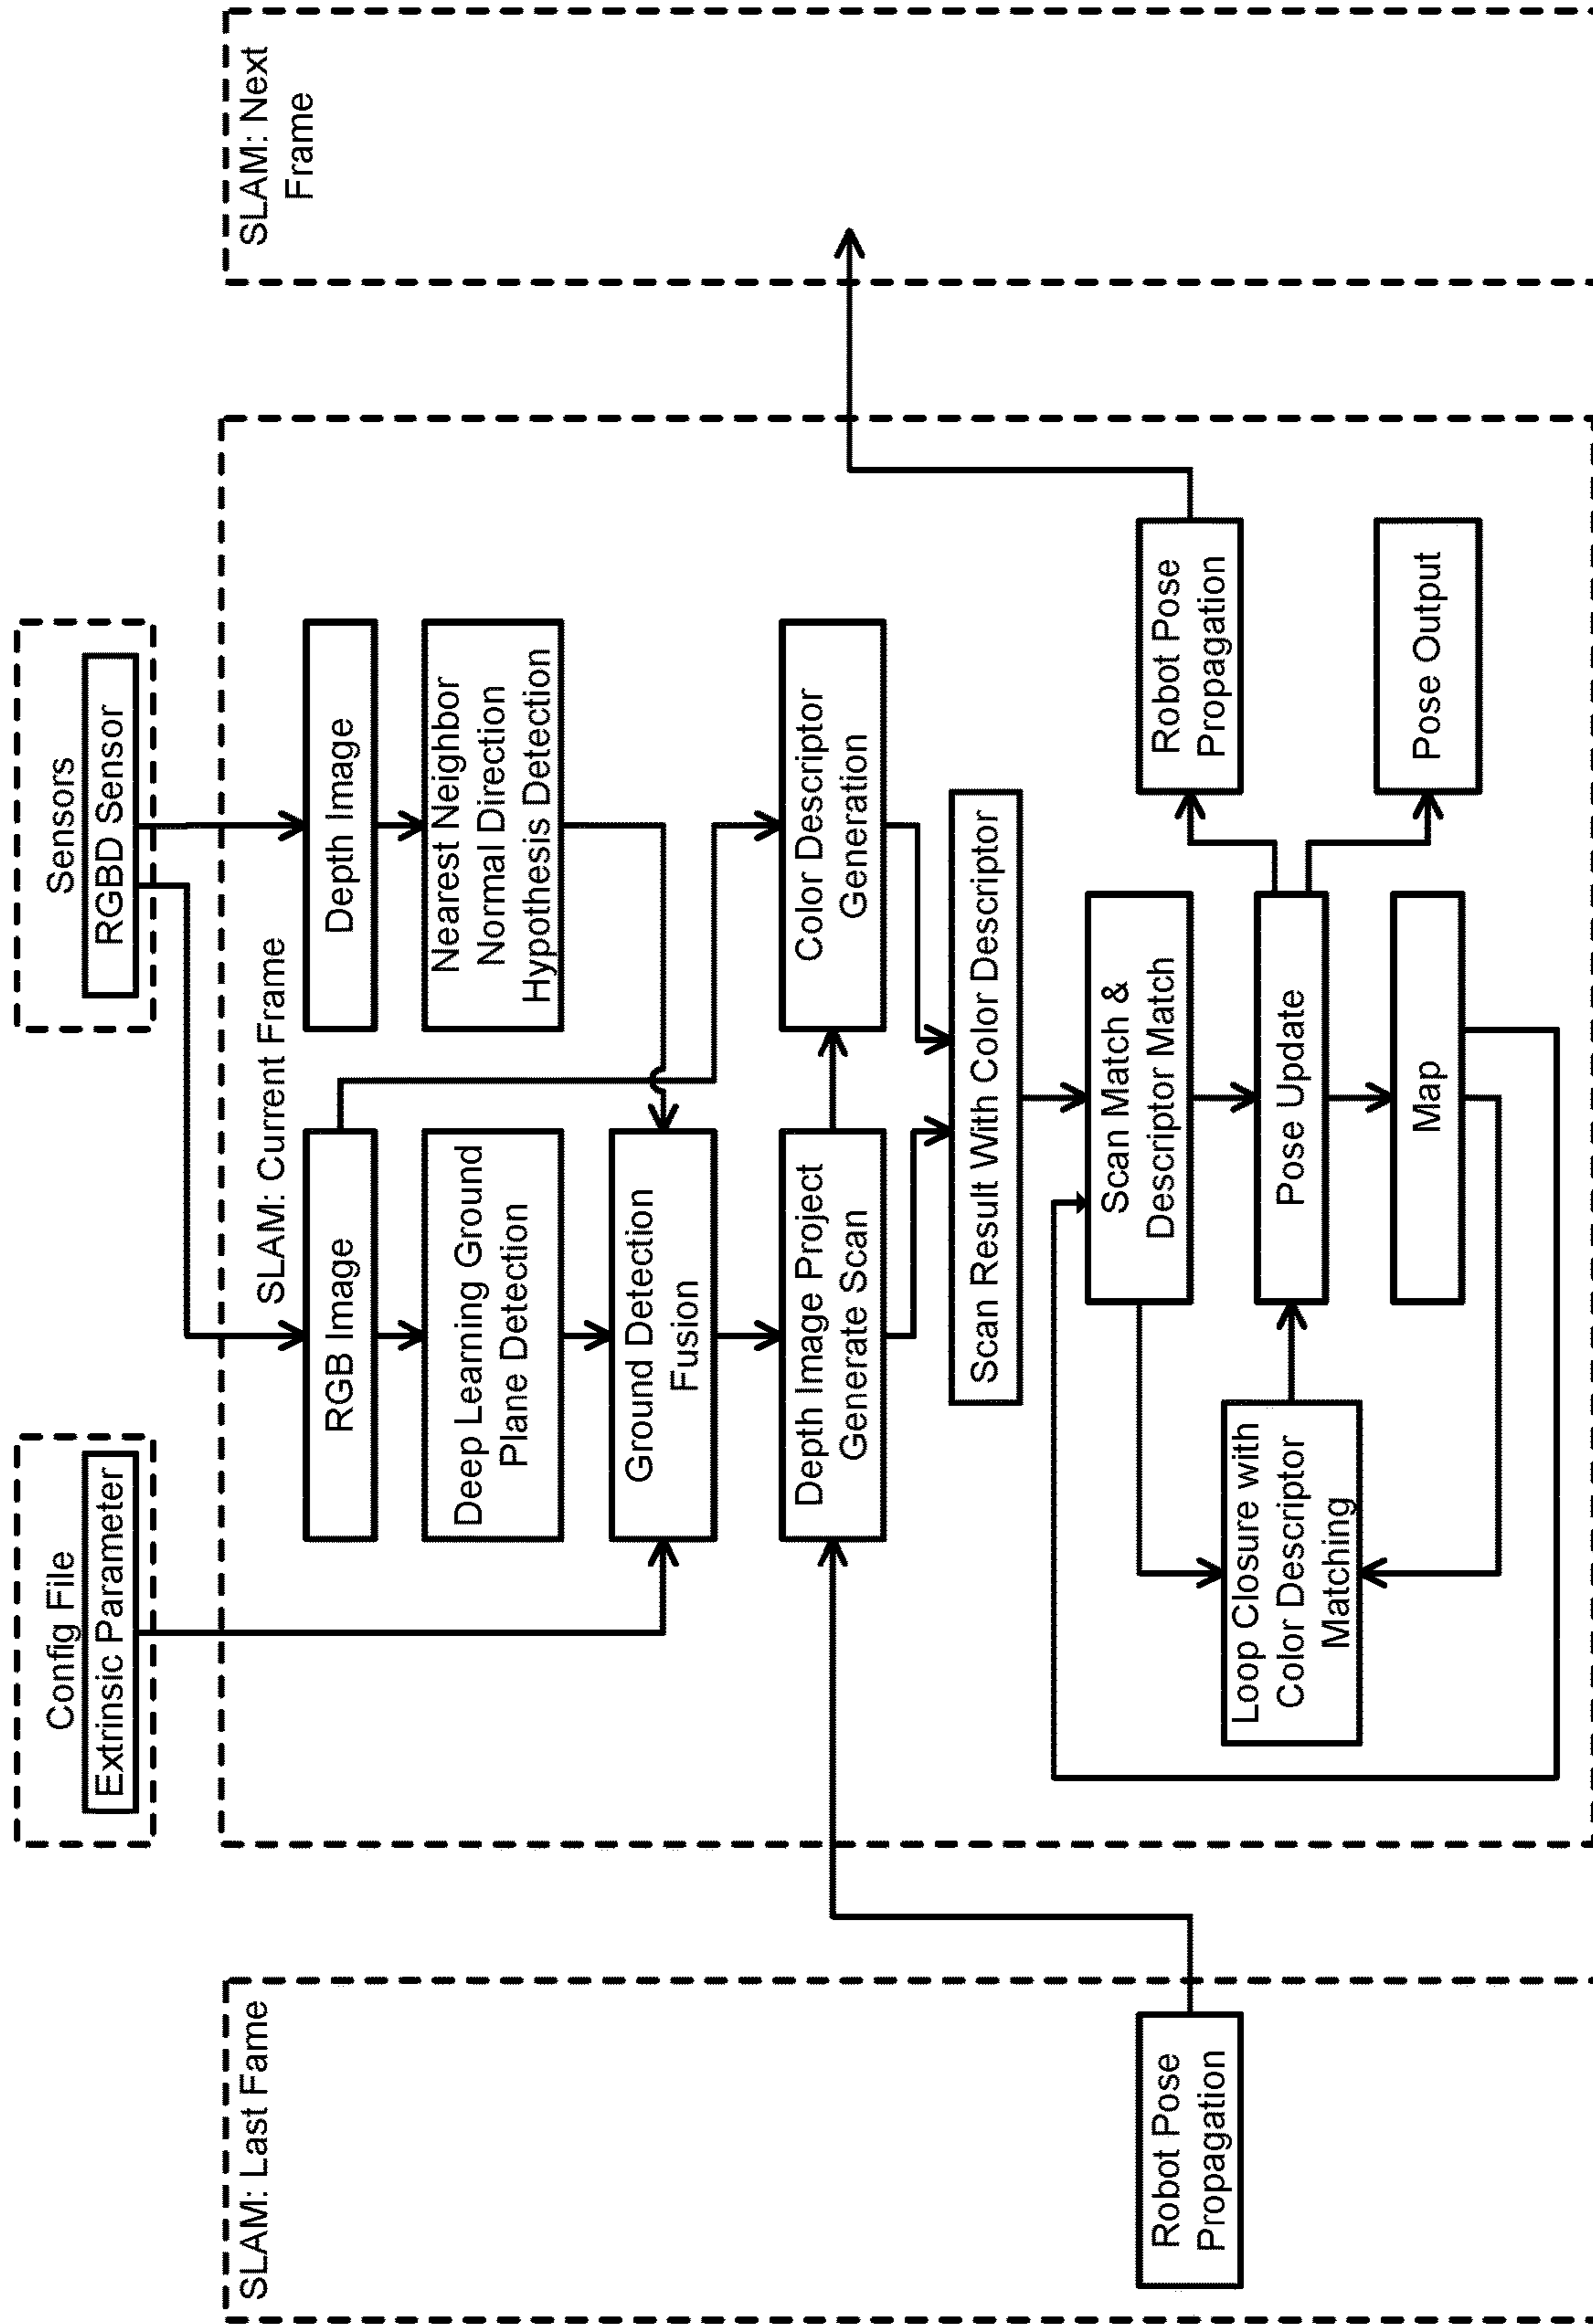 Config File
Extrinsic Parameter
Sensors
RGBD Sensor
SLAM: Last Fame
Robot Pose
Propagation
SLAM: Current Frame
RGB Image
Depth Image
Deep Learning Ground
Plane Detection
Nearest Neighbor
Normal Direction
Hypothesis Detection
Ground Detection
Fusion
Depth Image Project
Generate Scan
Color Descriptor
Generation
Scan Result With Color Descriptor
Scan Match &
Descriptor Match
Loop Closure with
Color Descriptor
Matching
Pose Update
Map
Robot Pose
Propagation
Pose Output
SLAM: Next
Frame